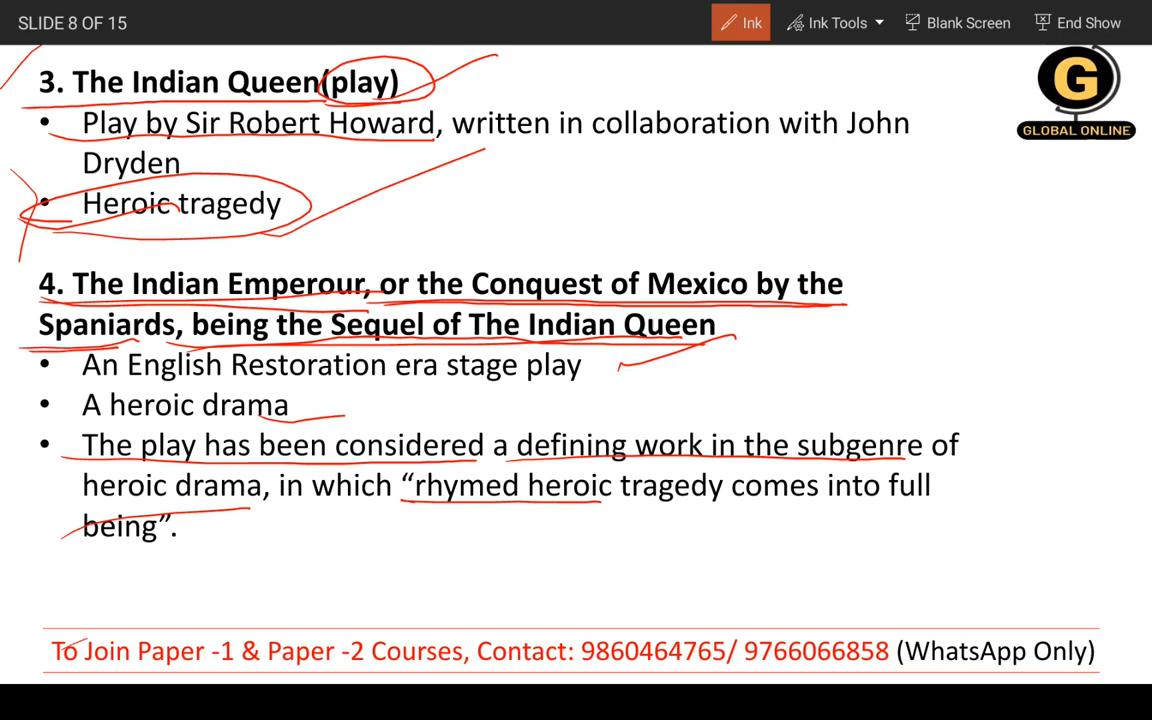 SLIDE 8 OF 15
Ink
Ink Tools
Blank Screen
End Show
3. The Indian Queen(play)
• Play by Sir Robert Howard, written in collaboration with John
Dryden
• Heroic tragedy
4. The Indian Emperour, or the Conquest of Mexico by the
Spaniards, being the Sequel of The Indian Queen
• An English Restoration era stage play
• A heroic drama
• The play has been considered a defining work in the subgenre of
heroic drama, in which “rhymed heroic tragedy comes into full
being”.
G
GLOBAL ONLINE
To Join Paper -1 & Paper -2 Courses, Contact: 9860464765/ 9766066858 (WhatsApp Only)